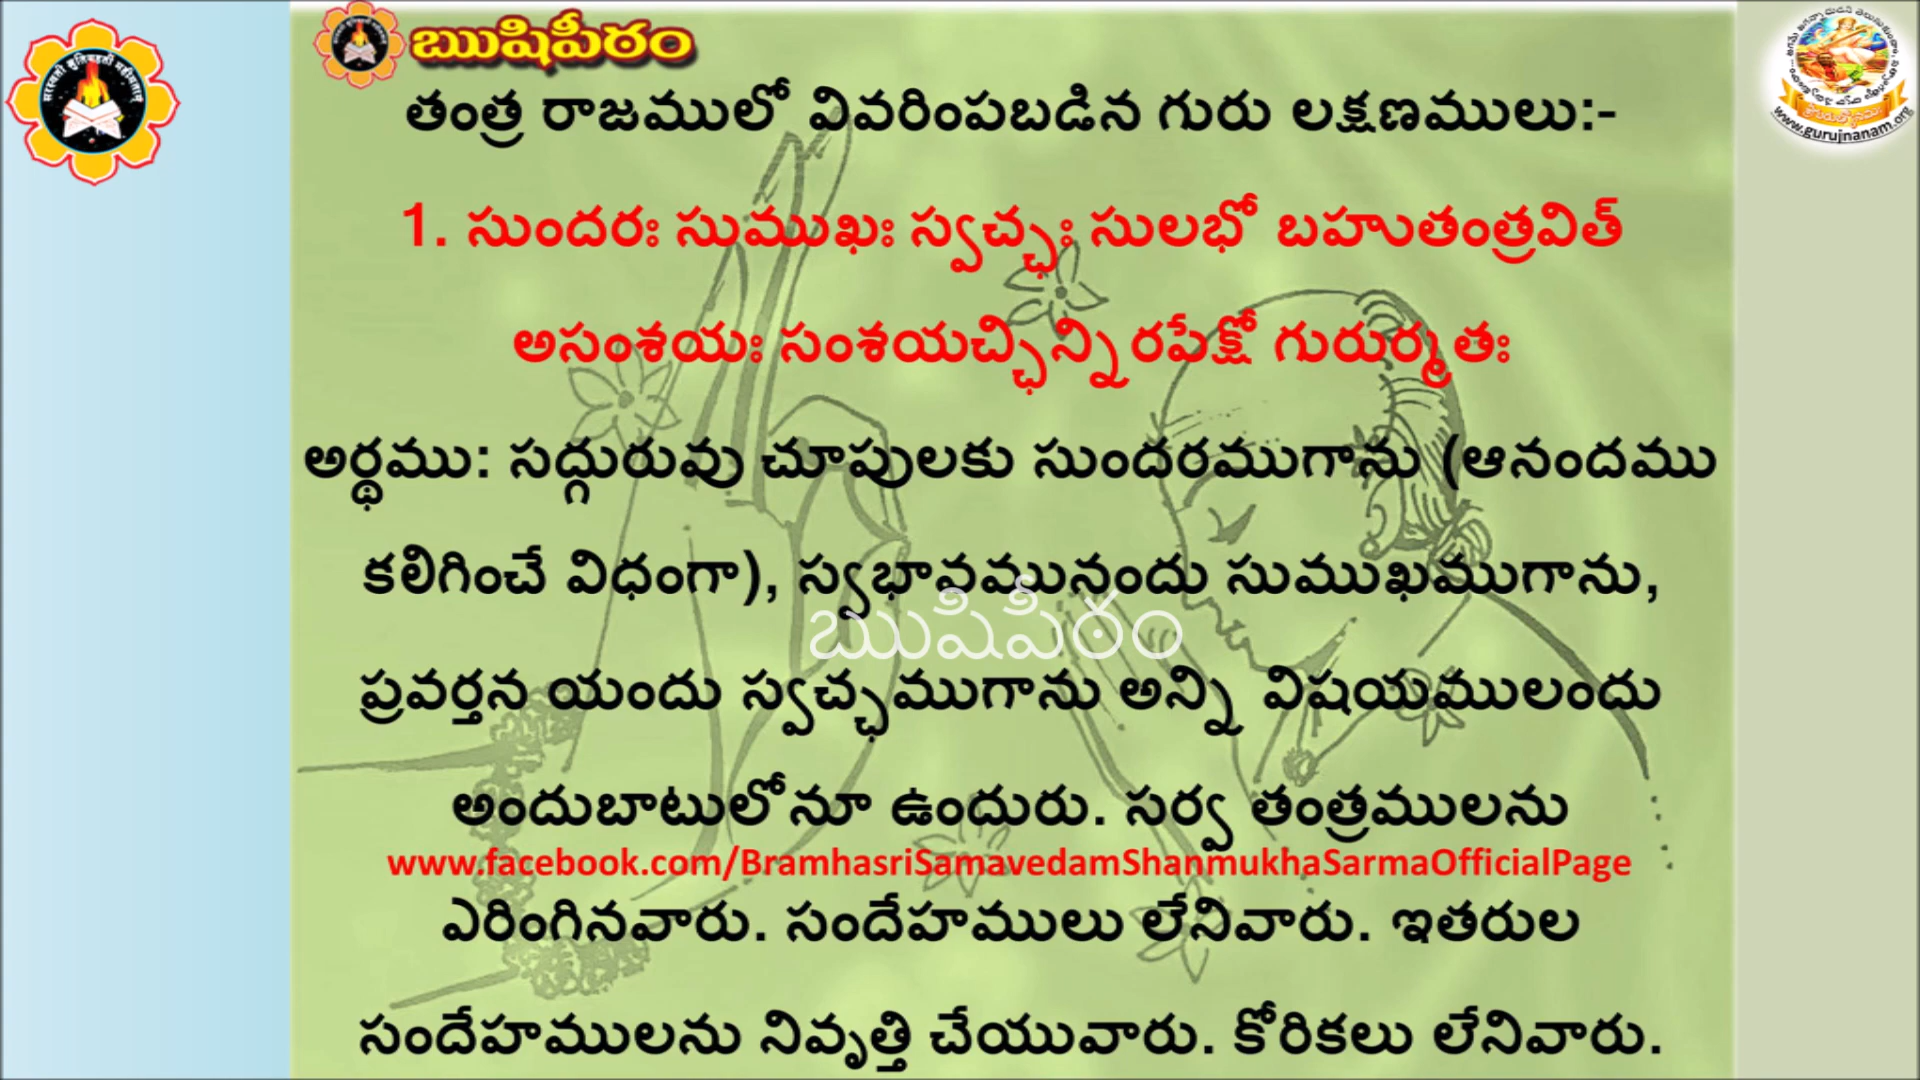 ఋషిపీఠం
తంత్ర రాజములో వివరింపబడిన గురు లక్షణములు:-
1. సుందరః సుముఖః స్వచ్ఛః సులభో బహుతంత్రవిత్
అసంశయః సంశయచ్ఛిన్నిరపేక్షో గురుర్మతః
అర్థము: సద్గురువు చూపులకు సుందరముగాను (ఆనందము
కలిగించే విధంగా), స్వభావమునందు సుముఖముగాను,
ఋషిపీఠం
ప్రవర్తన యందు స్వచ్ఛముగాను అన్ని విషయములందు
అందుబాటులోనూ ఉందురు. సర్వ తంత్రములను
www.facebook.com/BramhasriSamavedamShanmukhaSarmaOfficialPage
ఎరింగినవారు. సందేహములు లేనివారు. ఇతరుల
సందేహములను నివృత్తి చేయువారు. కోరికలు లేనివారు.
www.gurujnanam.org